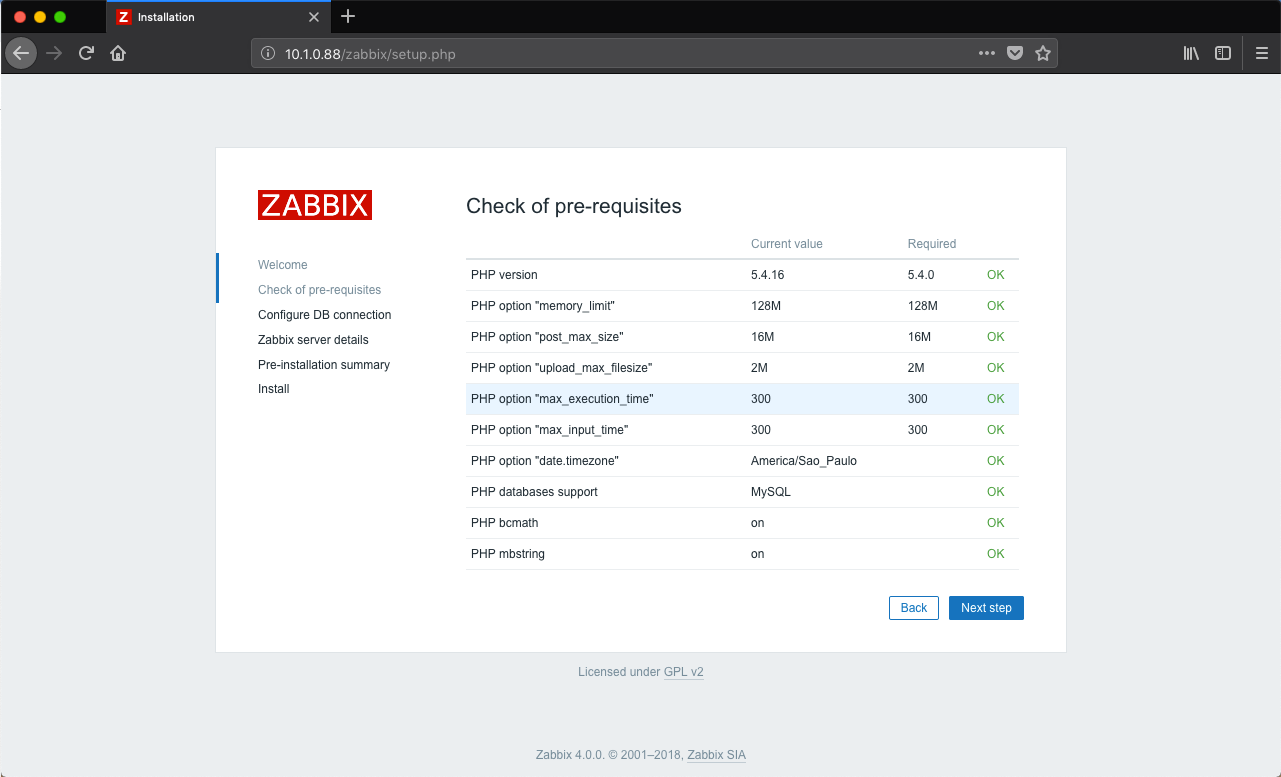 Z Installation
10.1.0.88/zabbix/setup.php
ZABBIX
Check of pre-requisites
Welcome
Check of pre-requisites
Configure DB connection
Zabbix server details
Pre-installation summary
Install
Current value Required
PHP version 5.4.16 5.4.0 OK
PHP option "memory_limit" 128M 128M OK
PHP option "post_max_size" 16M 16M OK
PHP option "upload_max_filesize" 2M 2M OK
PHP option "max_execution_time" 300 300 OK
PHP option "max_input_time" 300 300 OK
PHP option "date.timezone" America/Sao_Paulo OK
PHP databases support MySQL OK
PHP bcmath on OK
PHP mbstring on OK
Back Next step
Licensed under GPL v2
Zabbix 4.0.0. © 2001–2018, Zabbix SIA